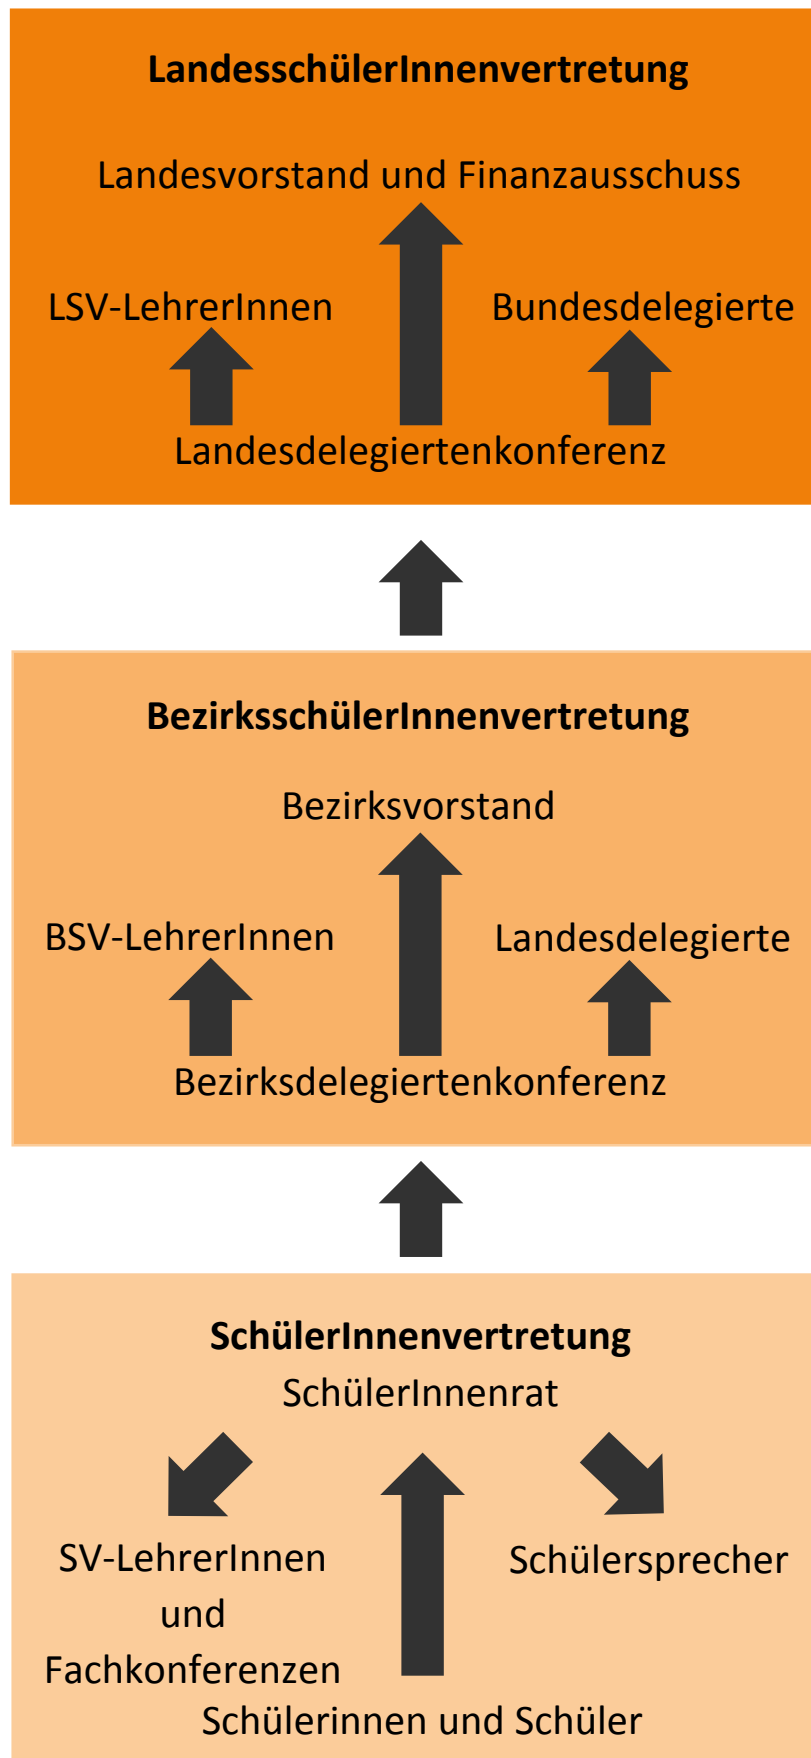 LandesschülerInnenvertretung
Landesvorstand und Finanzausschuss
LSV-LehrerInnen
Bundesdelegierte
Landesdelegiertenkonferenz
BezirksschülerInnenvertretung
Bezirksvorstand
BSV-LehrerInnen
Landesdelegierte
Bezirksdelegiertenkonferenz
SchülerInnenvertretung
SchülerInnenrat
SV-LehrerInnen
und
Fachkonferenzen
Schülersprecher
Schülerinnen und Schüler